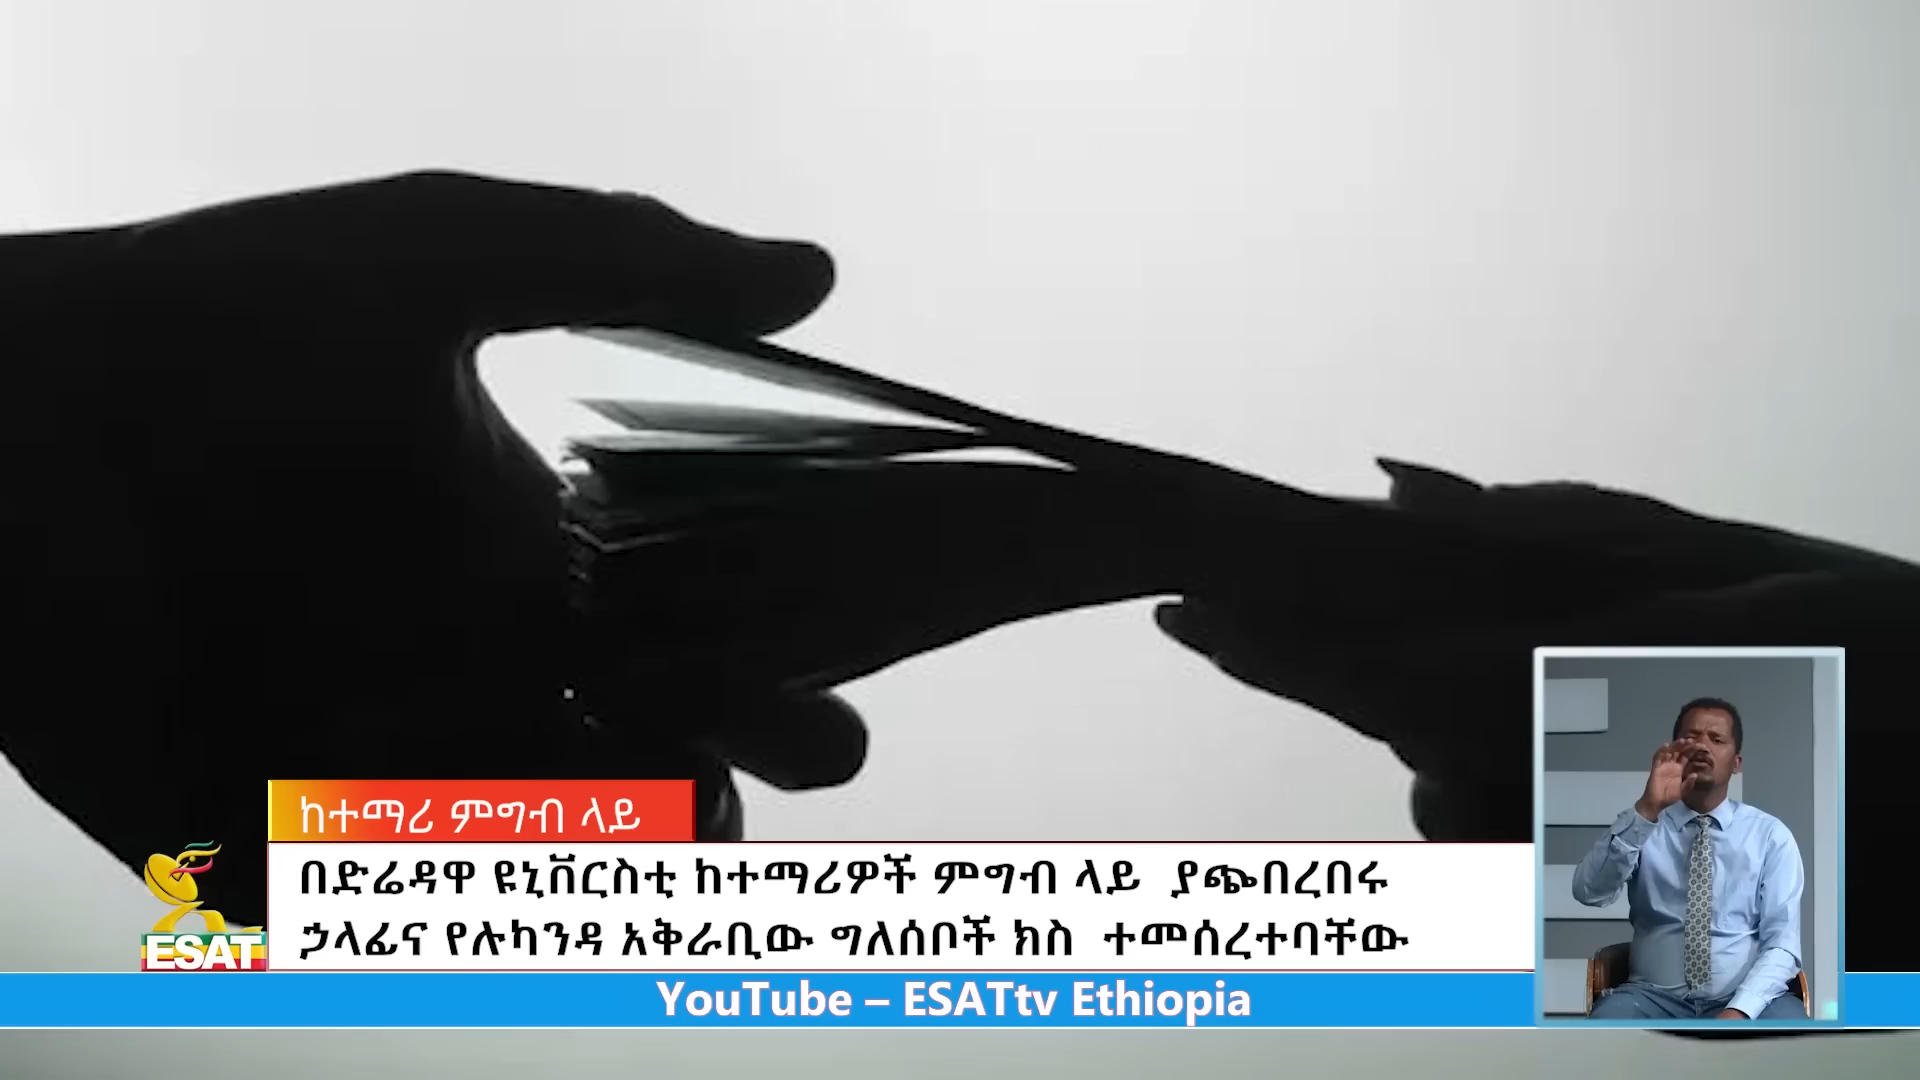 ከተማሪ ምግብ ላይ
በድሬዳዋ ዩኒቨርስቲ ከተማሪዎች ምግብ ላይ ያጭበረበሩ
ኃላፊና የሉካንዳ አቅራቢው ግለሰቦች ክስ ተመሰረተባቸው
ESAT
YouTube – ESATtv Ethiopia